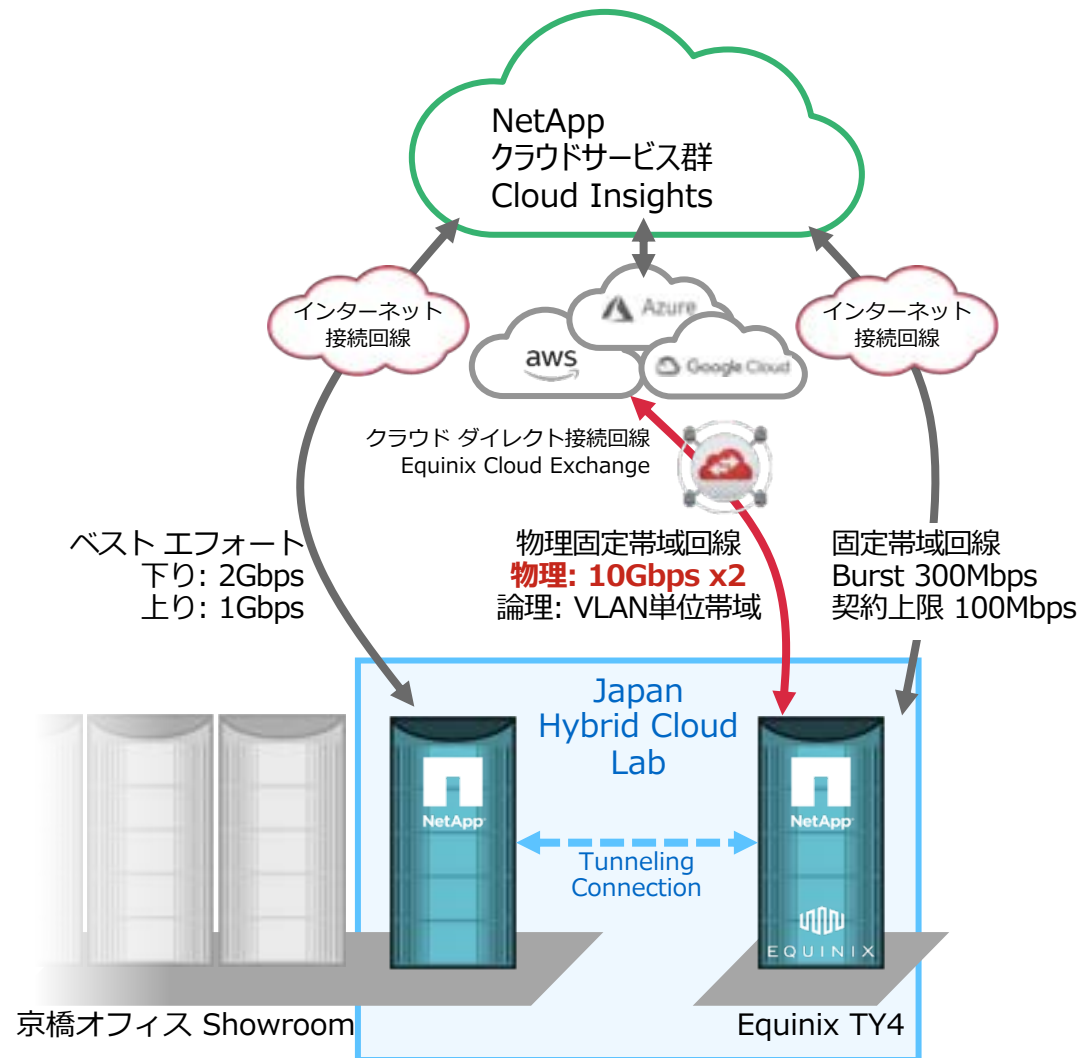 NetApp
クラウドサービス群
Cloud Insights
インターネット
接続回線
Azure
aws
Google Cloud
インターネット
接続回線
クラウド ダイレクト接続回線
Equinix Cloud Exchange
ベスト エフォート
下り: 2Gbps
上り: 1Gbps
物理固定帯域回線
物理: 10Gbps x2
論理: VLAN単位帯域
固定帯域回線
Burst 300Mbps
契約上限 100Mbps
Japan
Hybrid Cloud
Lab
NetApp
NetApp
Tunneling
Connection
EQUINIX
京橋オフィス Showroom
Equinix TY4